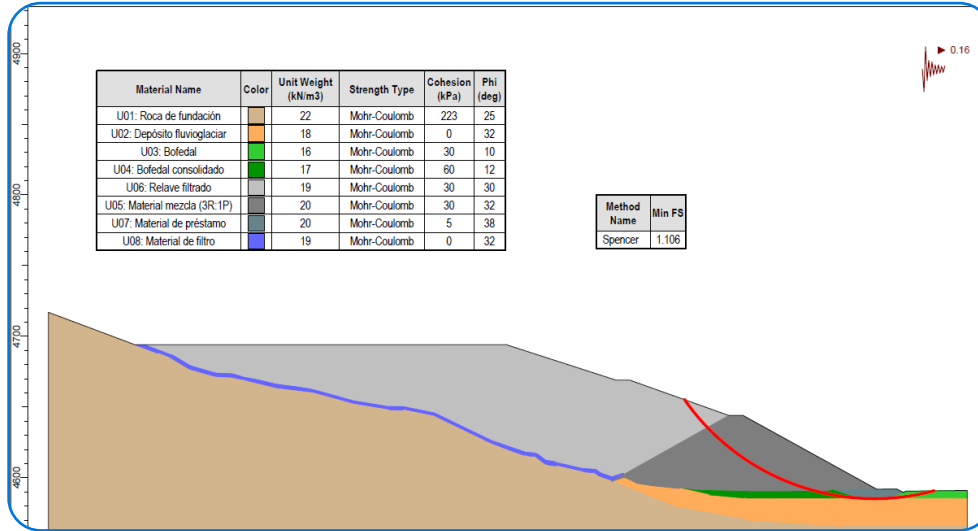 4900
0.16
Material Name Color Unit Weight (kN/m3) Strength Type Cohesion (kPa) Phi (deg)
U01: Roca de fundación 22 Mohr-Coulomb 223 25
U02: Depósito fluvioglaciar 18 Mohr-Coulomb 0 32
U03: Bofedal 16 Mohr-Coulomb 30 10
U04: Bofedal consolidado 17 Mohr-Coulomb 60 12
U06: Relave filtrado 19 Mohr-Coulomb 30 30
U05: Material mezcla (3R:1P) 20 Mohr-Coulomb 30 32
U07: Material de préstamo 20 Mohr-Coulomb 5 38
U08: Material de filtro 19 Mohr-Coulomb 0 32
4800
Method Name Min FS
Spencer 1.106
4700
4600